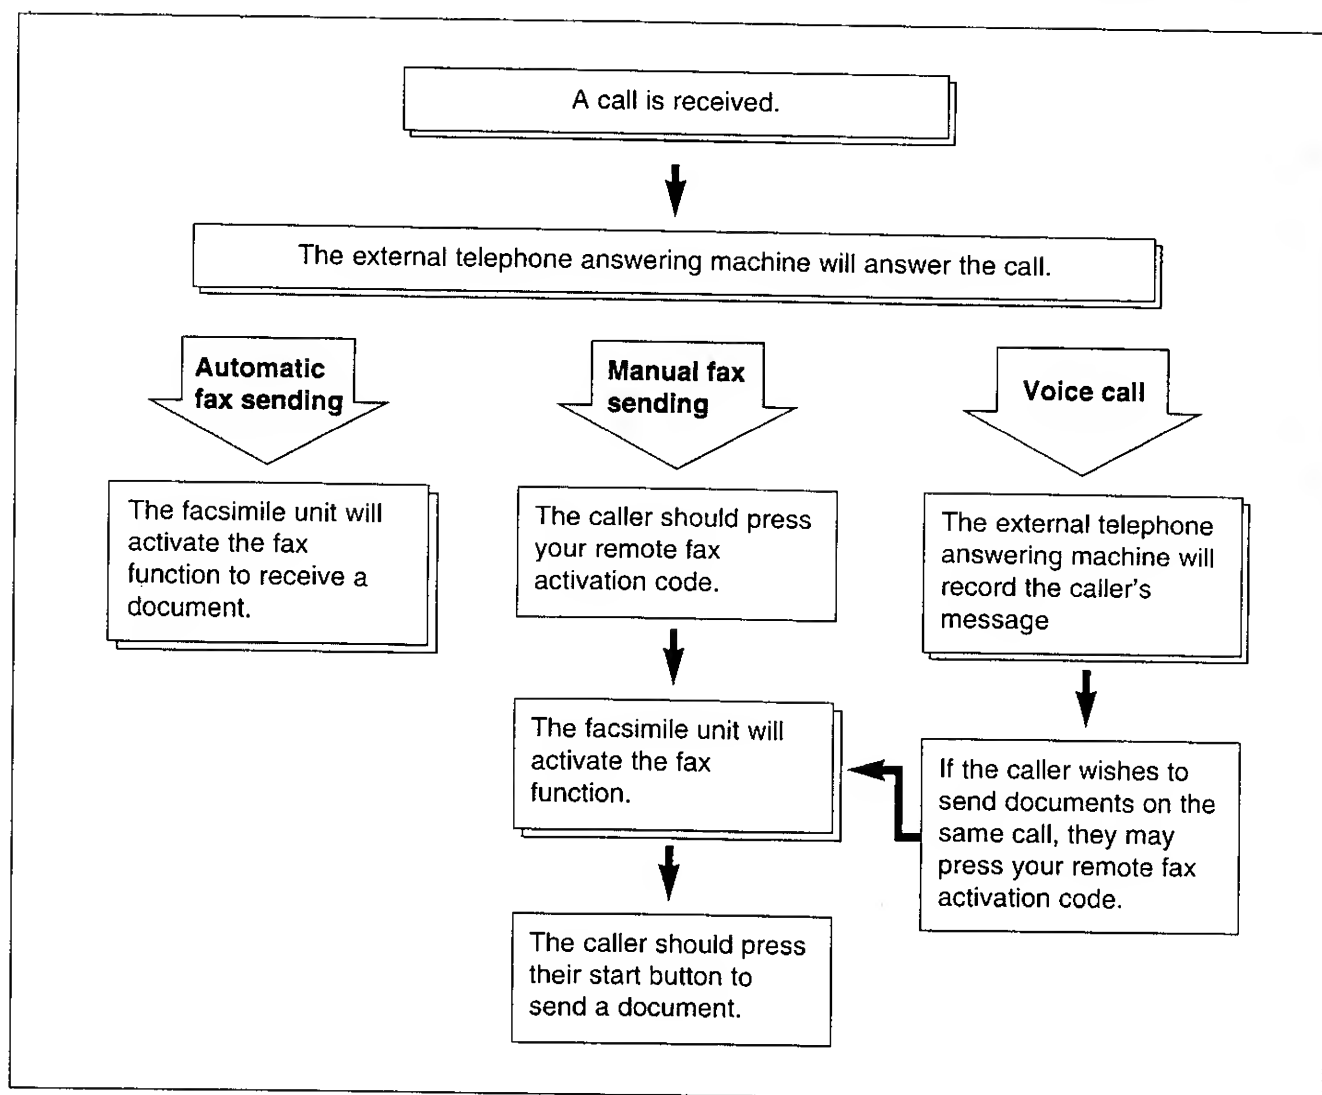 A call is received.
The external telephone answering machine will answer the call.
Automatic
fax sending
The facsimile unit will
activate the fax
function to receive a
document.
Manual fax
sending
The caller should press
your remote fax
activation code.
The facsimile unit will
activate the fax
function.
The caller should press
their start button to
send a document.
Voice call
The external telephone
answering machine will
record the caller's
message
If the caller wishes to
send documents on the
same call, they may
press your remote fax
activation code.